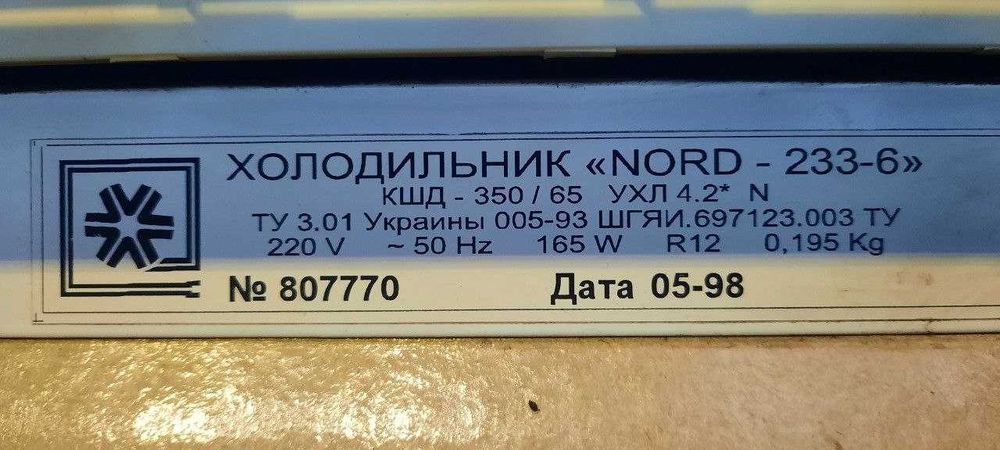 ХОЛОДИЛЬНИК «NORD - 233-6»
КШД - 350 / 65 УХЛ 4.2* N
ТУ 3.01 Украины 005-93 ШГЯИ.697123.003 ТУ
220 V ~ 50 Hz 165 W R12 0,195 Kg
№ 807770 Дата 05-98